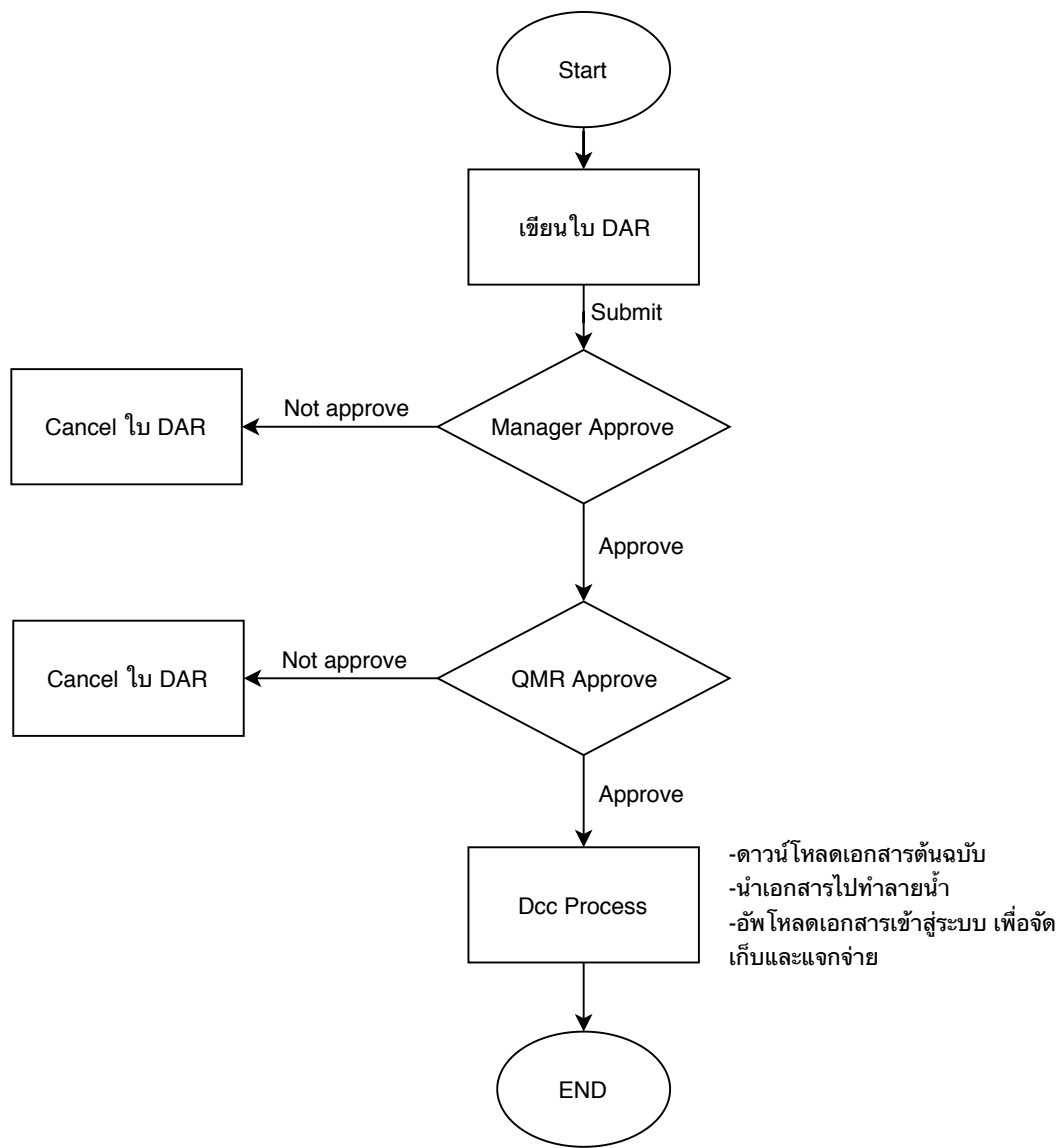 Start
เขียนใบ DAR
Submit
Cancel ใบ DAR
Not approve
Manager Approve
Approve
Cancel ใบ DAR
Not approve
QMR Approve
Approve
Dcc Process
-ดาวน์โหลดเอกสารต้นฉบับ
-นำเอกสารไปทำลายน้ำ
-อัพโหลดเอกสารเข้าสู่ระบบ เพื่อจัด
เก็บและแจกจ่าย
END